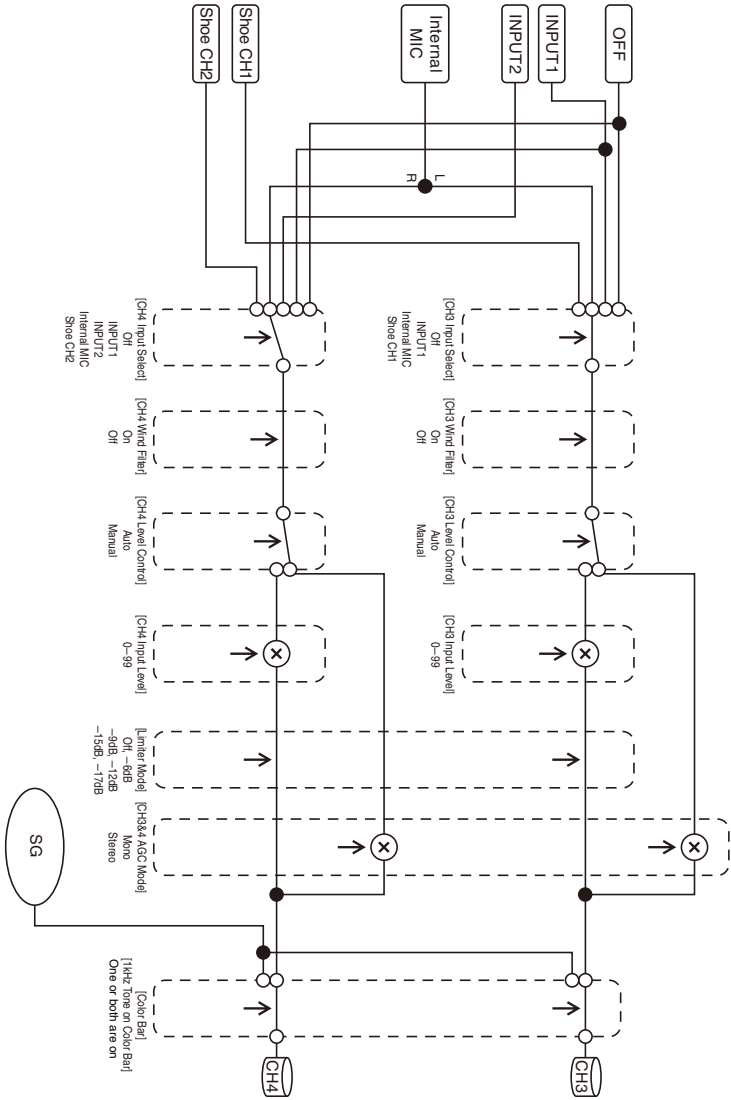 OFF
INPUT1
INPUT2
Internal
MIC
Shoe CH1
Shoe CH2
L
R
[CH3 Input Select]
Off
INPUT1
Internal MIC
Shoe CH1
[CH3 Wind Filter]
On
Off
[CH3 Level Control]
Auto
Manual
[CH3 Input Level]
0–99
[CH4 Input Select]
Off
INPUT1
INPUT2
Internal MIC
Shoe CH2
[CH4 Wind Filter]
On
Off
[CH4 Level Control]
Auto
Manual
[CH4 Input Level]
0–99
[Limiter Mode]
Off, –6dB
–9dB, –12dB
–15dB, –17dB
[CH3&4 AGC Mode]
Mono
Stereo
SG
[Color Bar]
[1kHz Tone on Color Bar]
One or both are on
CH3
CH4